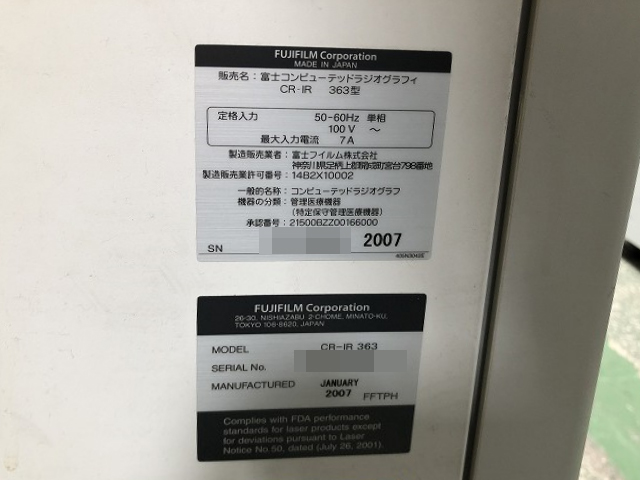 FUJIFILM Corporation
MADE IN JAPAN
販売名：富士コンピューテッドラジオグラフィ
CR-IR 363型
定格入力 50-60Hz 単相
100V ～
最大入力電流 7A
製造販売業者：富士フイルム株式会社
神奈川県足柄上郡開成町宮台798番地
製造販売業許可番号：14B2X10002
一般的名称：コンピューテッドラジオグラフ
機器の分類：管理医療機器
（特定保守管理医療機器）
承認番号：21500BZZ00166000
SN 2007
FUJIFILM Corporation
26-30, NISHIAZABU 2-CHOME, MINATO-KU,
TOKYO 106-8620, JAPAN
MODEL CR-IR 363
SERIAL No.
MANUFACTURED JANUARY
2007 FFTPH
Complies with FDA performance
standards for laser products except
for deviations pursuant to Laser
Notice No.50, dated (July 26, 2001).